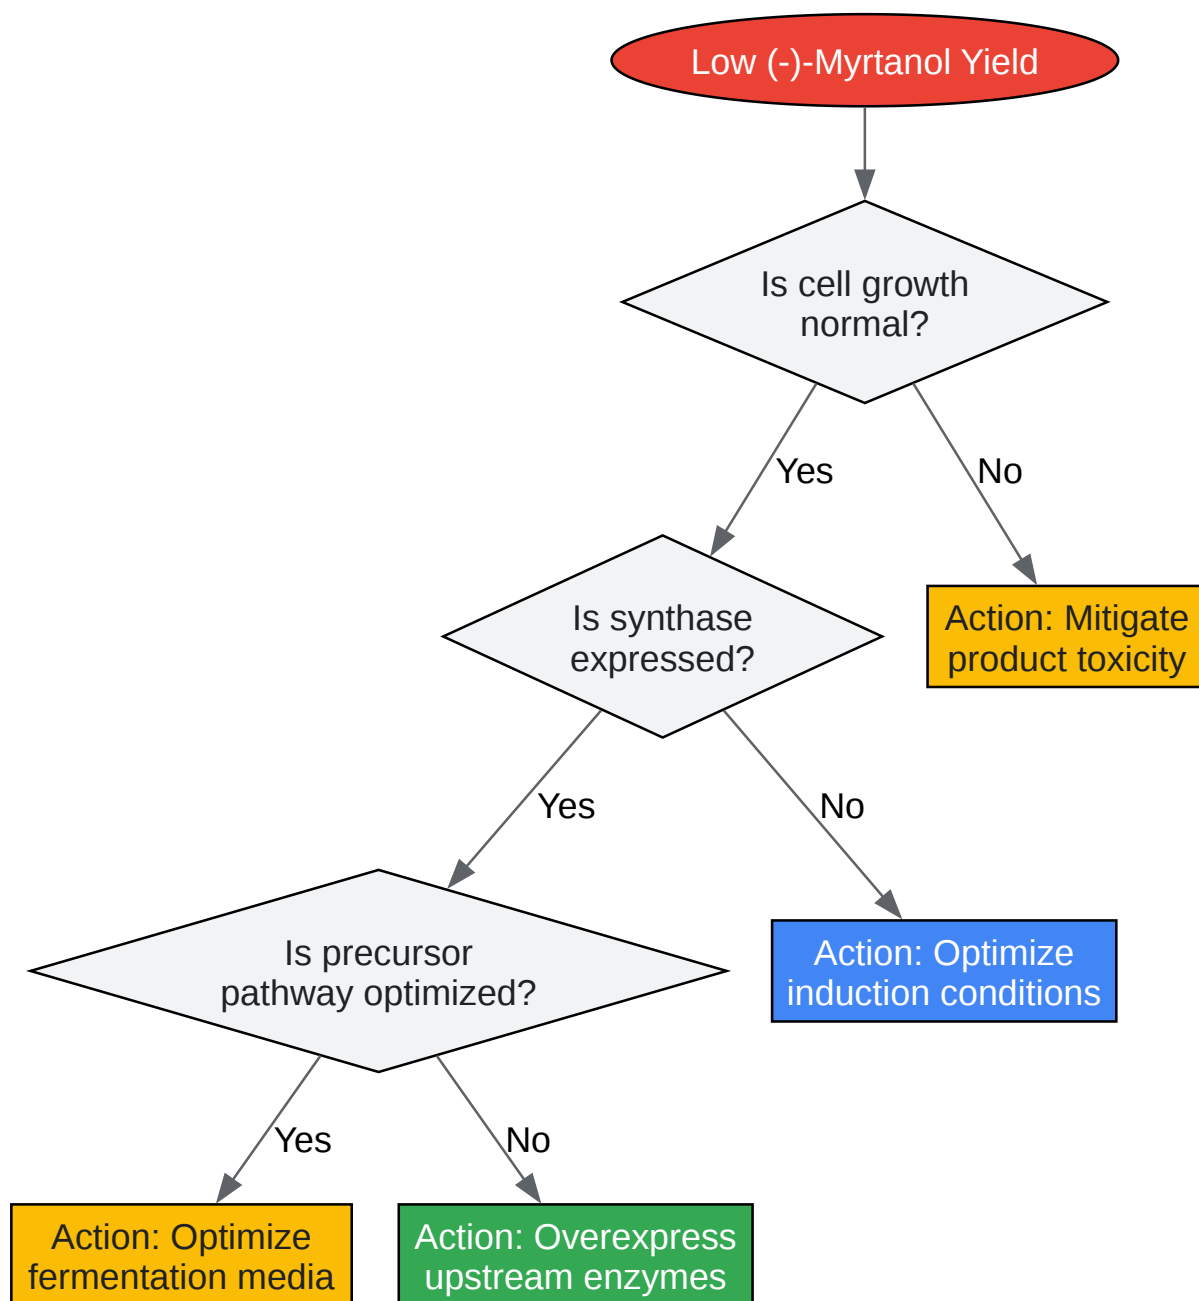 Low (-)-Myrtanol Yield
Is cell growth
normal?
Yes
No
Is synthase
expressed?
Action: Mitigate
product toxicity
Yes
No
Is precursor
pathway optimized?
Action: Optimize
induction conditions
Yes
No
Action: Optimize
fermentation media
Action: Overexpress
upstream enzymes